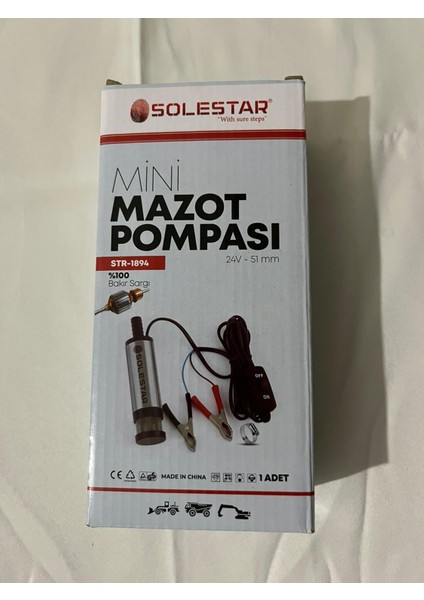 SOLESTAR®
"With sure steps"
MİNİ
MAZOT
POMPASI
STR-1894
24V - 51 mm
%100
Bakır Sargı
SOLESTAR
OFF
ON
CE
MADE IN CHINA
1 ADET